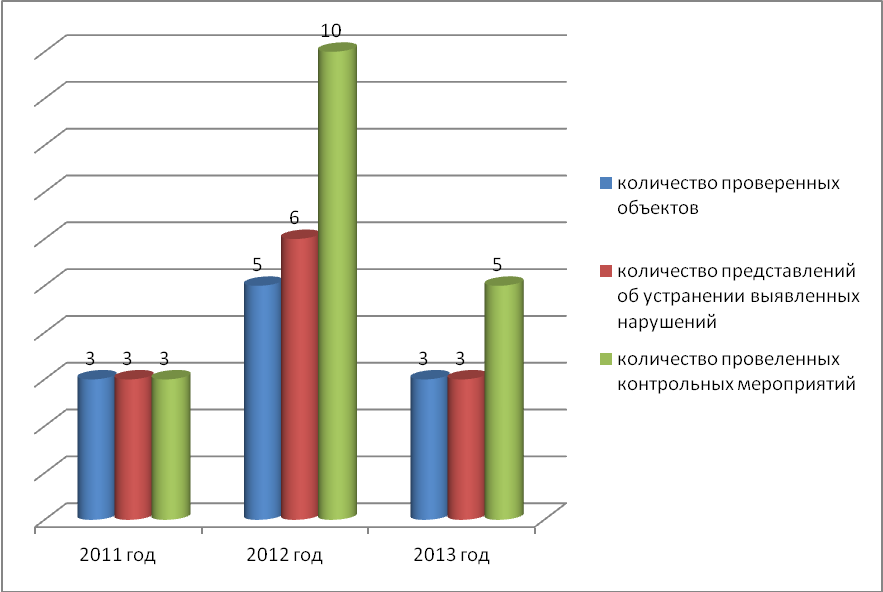 10
6
5
5
3
3
3
3
3
2011 год
2012 год
2013 год
количество проверенных
объектов
количество представлений
об устранении выявленных
нарушений
количество провеленных
контрольных мероприятий